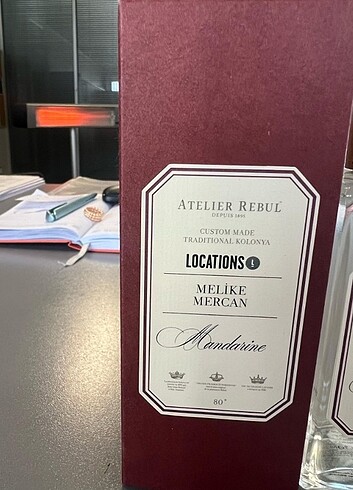 ATELIER REBUL
DEPUIS 1895
CUSTOM MADE
TRADITIONAL KOLONYA
LOCATIONS L
MELİKE
MERCAN
Mandarine
80°